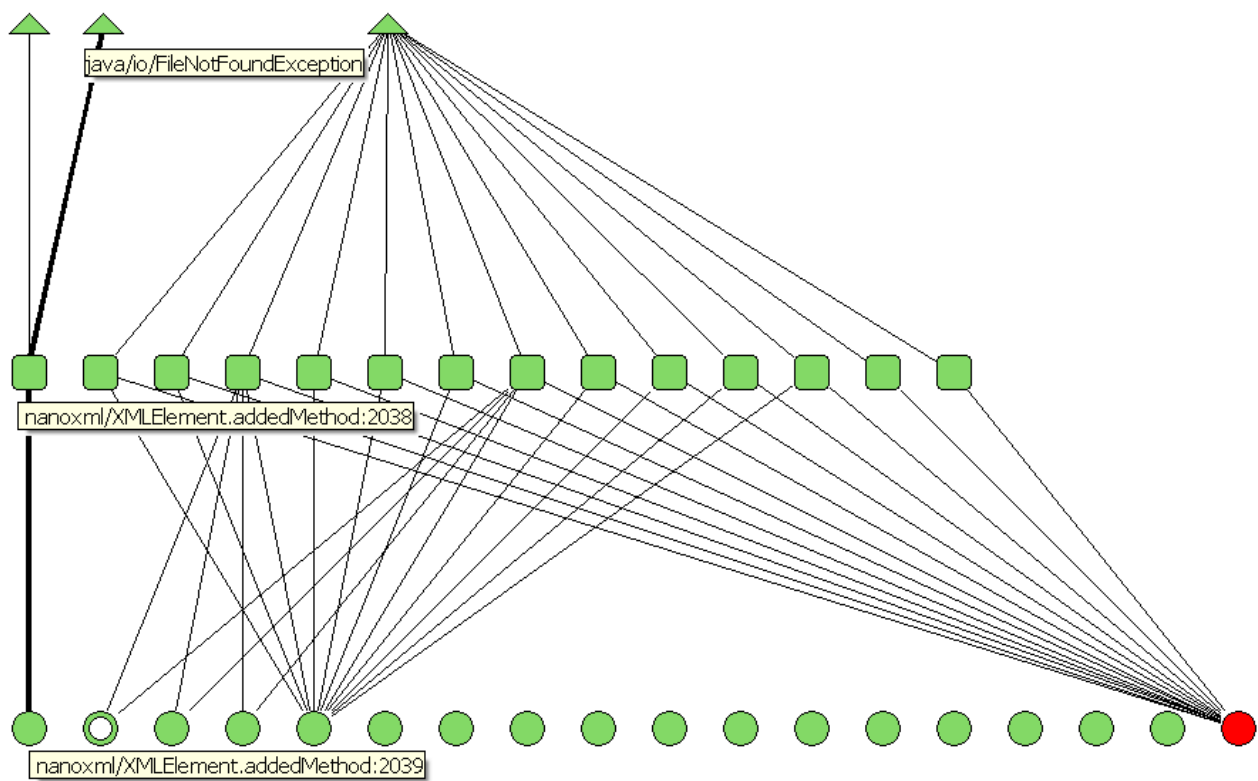 java/io/FileNotFoundException
nanoxml/XMLElement.addedMethod:2038
nanoxml/XMLElement.addedMethod:2039